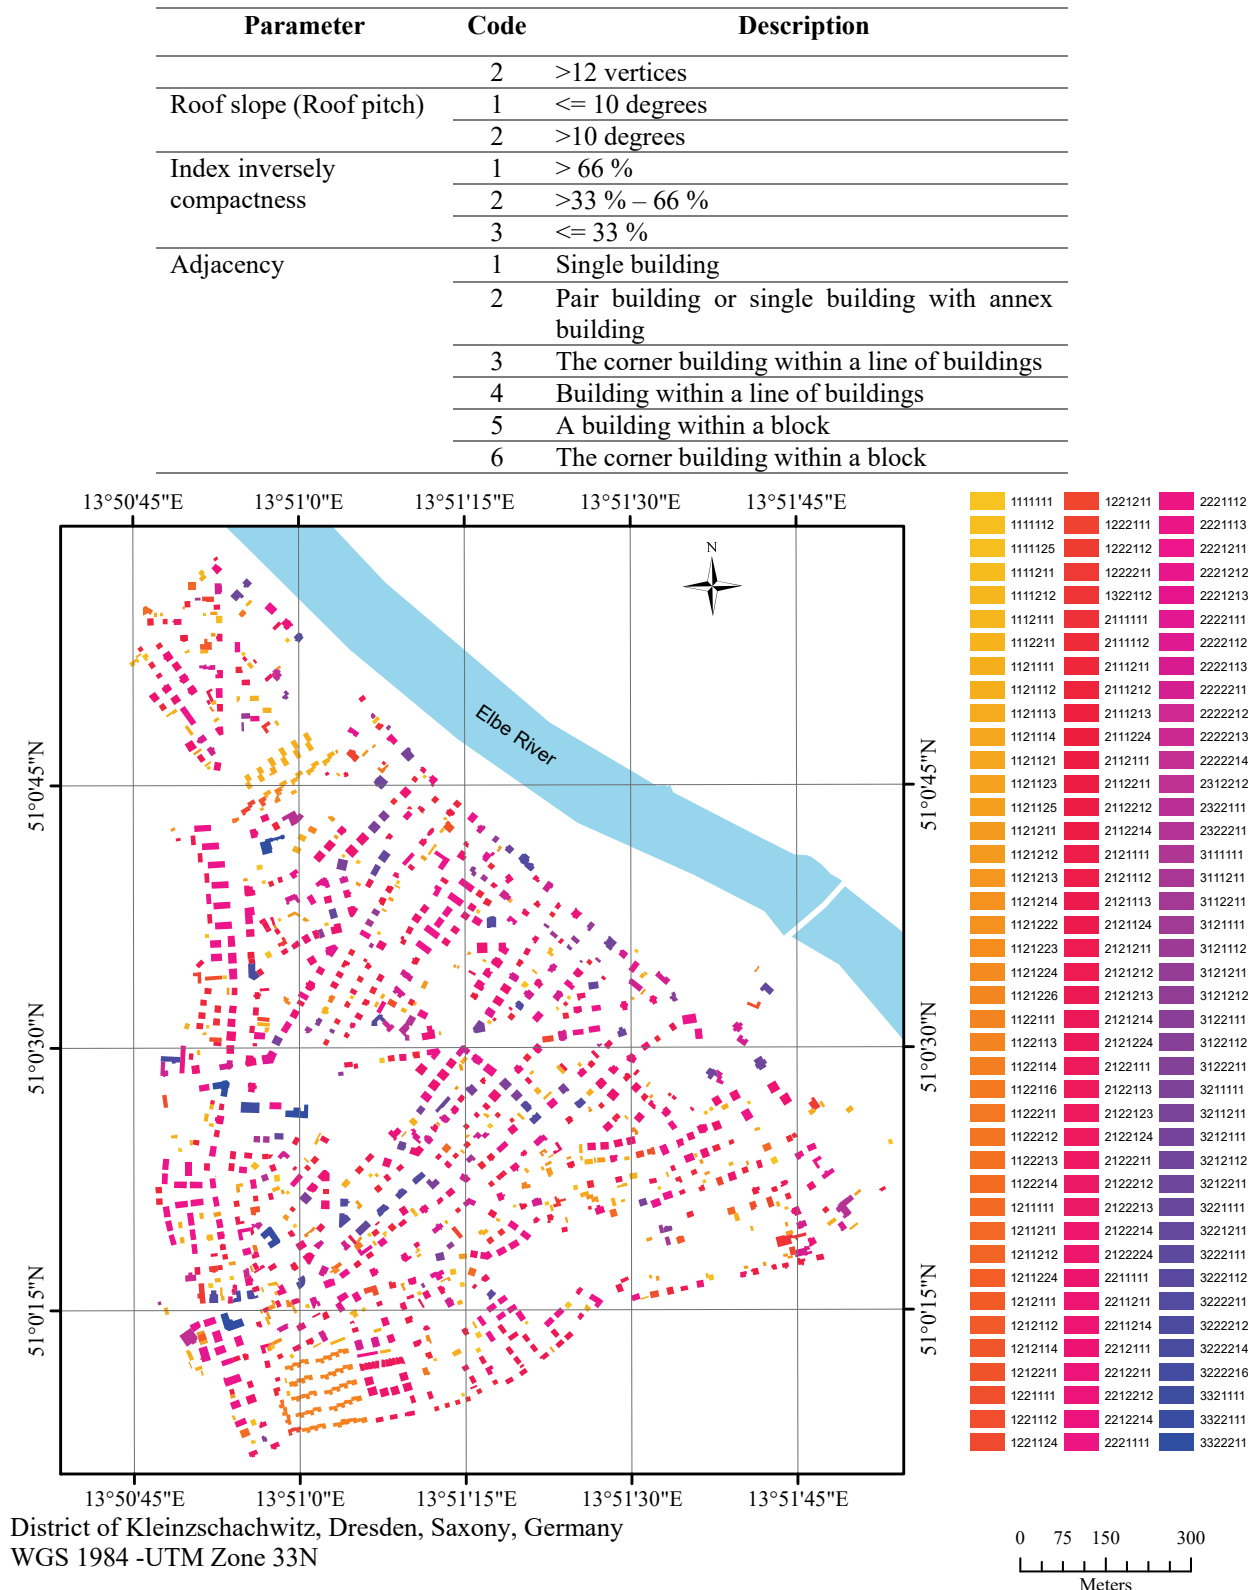 Parameter Code Description
2 >12 vertices
Roof slope (Roof pitch) 1 <= 10 degrees
2 >10 degrees
Index inversely compactness 1 > 66 %
2 >33 % – 66 %
3 <= 33 %
Adjacency 1 Single building
2 Pair building or single building with annex
building
3 The corner building within a line of buildings
4 Building within a line of buildings
5 A building within a block
6 The corner building within a block
13°50'45"E 13°51'0"E 13°51'15"E 13°51'30"E 13°51'45"E
N
Elbe River
51°0'45"N 51°0'45"N
51°0'30"N 51°0'30"N
51°0'15"N 51°0'15"N
13°50'45"E 13°51'0"E 13°51'15"E 13°51'30"E 13°51'45"E
1111111 1221211 2221112
1111112 1222111 2221113
1111125 1222112 2221211
1111211 1222211 2221212
1111212 1322112 2221213
1112111 2111111 2222111
1112211 2111112 2222112
1121111 2111211 2222113
1121112 2111212 2222211
1121113 2111213 2222212
1121114 2111224 2222213
1121121 2112111 2222214
1121123 2112211 2312212
1121125 2112212 2322111
1121211 2112214 2322211
1121212 2121111 3111111
1121213 2121112 3111211
1121214 2121113 3112211
1121222 2121124 3121111
1121223 2121211 3121112
1121224 2121212 3121211
1121226 2121213 3121212
1122111 2121214 3122111
1122113 2121224 3122112
1122114 2122111 3122211
1122116 2122113 3211111
1122211 2122123 3211211
1122212 2122124 3212111
1122213 2122211 3212112
1122214 2122212 3212211
1211111 2122213 3221111
1211211 2122214 3221211
1211212 2122224 3222111
1211224 2211111 3222112
1212111 2211211 3222211
1212112 2211214 3222212
1212114 2212111 3222214
1212211 2212211 3222216
1221111 2212212 3321111
1221112 2212214 3322111
1221124 2221111 3322211
District of Kleinzschachwitz, Dresden, Saxony, Germany
WGS 1984 -UTM Zone 33N
0 75 150 300
Meters